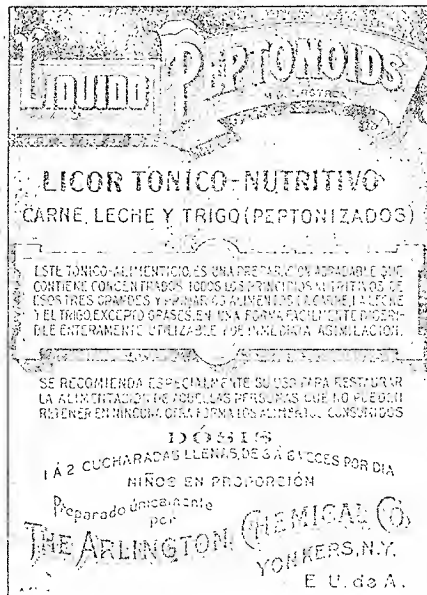 LIQUIDO PEPTONOIDS
LICOR TONICO-NUTRITIVO
CARNE, LECHE Y TRIGO (PEPTONIZADOS)
ESTE TONICO-ALIMENTICIO, ES UNA PREPARACION AGRADABLE QUE
CONTIENE CONCENTRADOS TODOS LOS PRINCIPIOS NUTRITIVOS DE
ESOS TRES GRANDES Y PRIMARIOS ALIMENTOS LA CARNE, LA LECHE
Y EL TRIGO, EXCEPTO GRASES, EN UNA FORMA FACILMENTE DIGERI-
BLE ENTERAMENTE UTILIZABLE Y DE INMEDIATA ASIMILACION.
SE RECOMIENDA ESPECIALMENTE SU USO PARA RESTAURAR
LA ALIMENTACION DE AQUELLAS PERSONAS QUE NO PUEDEN
RETENER EN NINGUNA OTRA FORMA LOS ALIMENTOS CONSUMIDOS
DÓSIS
1 Á 2 CUCHARADAS LLENAS, DE 3 Á 6 VECES POR DIA
NIÑOS EN PROPORCIÓN
Preparado únicamente
por
THE ARLINGTON CHEMICAL CO.
YONKERS, N.Y.
E. U. de A.